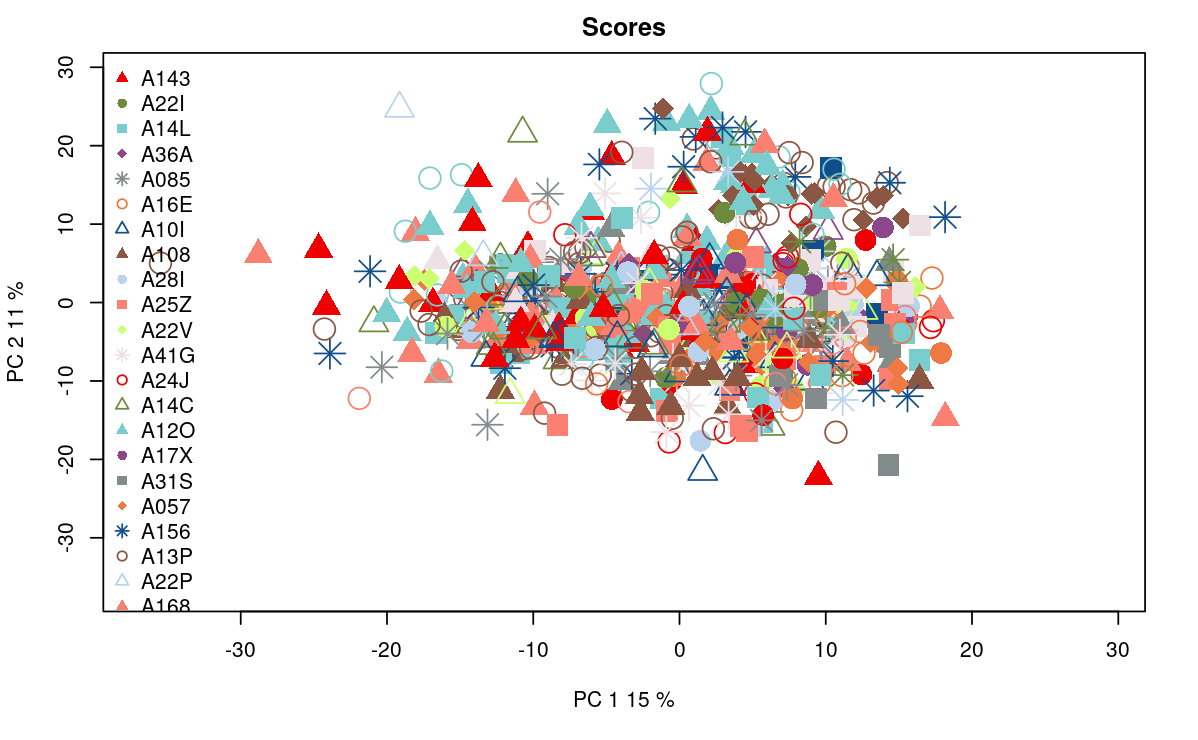 Scores
PC 2 11 %
30
20
10
0
-10
-20
-30
A143
A22I
A14L
A36A
A085
A16E
A10I
A108
A28I
A25Z
A22V
A41G
A24J
A14C
A12O
A17X
A31S
A057
A156
A13P
A22P
A168
-30 -20 -10 0 10 20 30
PC 1 15 %